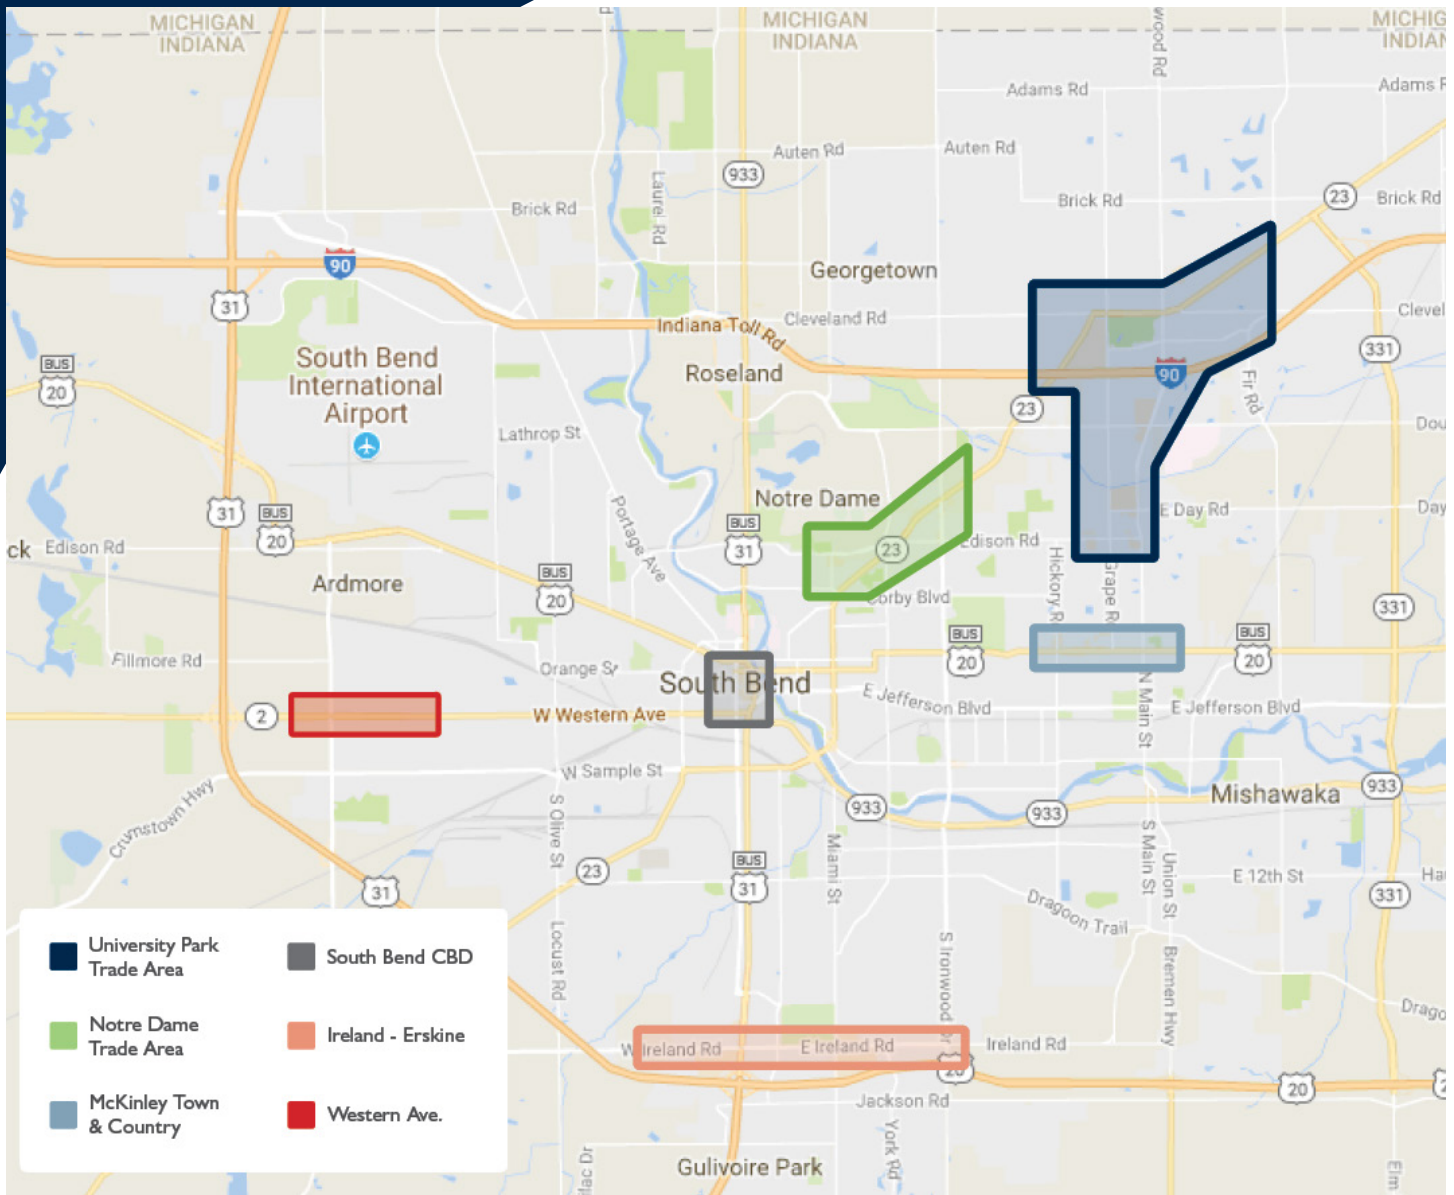 MICHIGAN
INDIANA
MICHIGAN
INDIANA
MICHIG
INDIAN
wood Rd
Adams Rd
Adams R
Auten Rd
Auten Rd
933
Laurel Rd
Brick Rd
Brick Rd
23
Brick Rd
90
31
Georgetown
Indiana Toll Rd
Cleveland Rd
Clevel
South Bend
International
Airport
BUS
20
Roseland
90
331
Fir Rd
23
Lathrop St
Dou
Notre Dame
Portage Ave
31
BUS
20
BUS
31
E Day Rd
Day
ck
Edison Rd
23
Edison Rd
Hickory R
Grape R
Ardmore
BUS
20
Corby Blvd
331
Fillmore Rd
Orange St
BUS
20
BUS
20
South Bend
E Jefferson Blvd
N Main St
E Jefferson Blvd
2
W Western Ave
W Sample St
Crumstown Hwy
S Olive St
933
933
Mishawaka
933
Miami St
S Main St
Union St
23
BUS
31
E 12th St
Ha
31
331
Dragoon Trail
Locust Rd
S Ironwood Dr
Bremen Hwy
Drago
W Ireland Rd
E Ireland Rd
Ireland Rd
20
20
2
Jackson Rd
York Rd
Gulivoire Park
lac Dr
Elm
University Park
Trade Area
South Bend CBD
Notre Dame
Trade Area
Ireland - Erskine
McKinley Town
& Country
Western Ave.